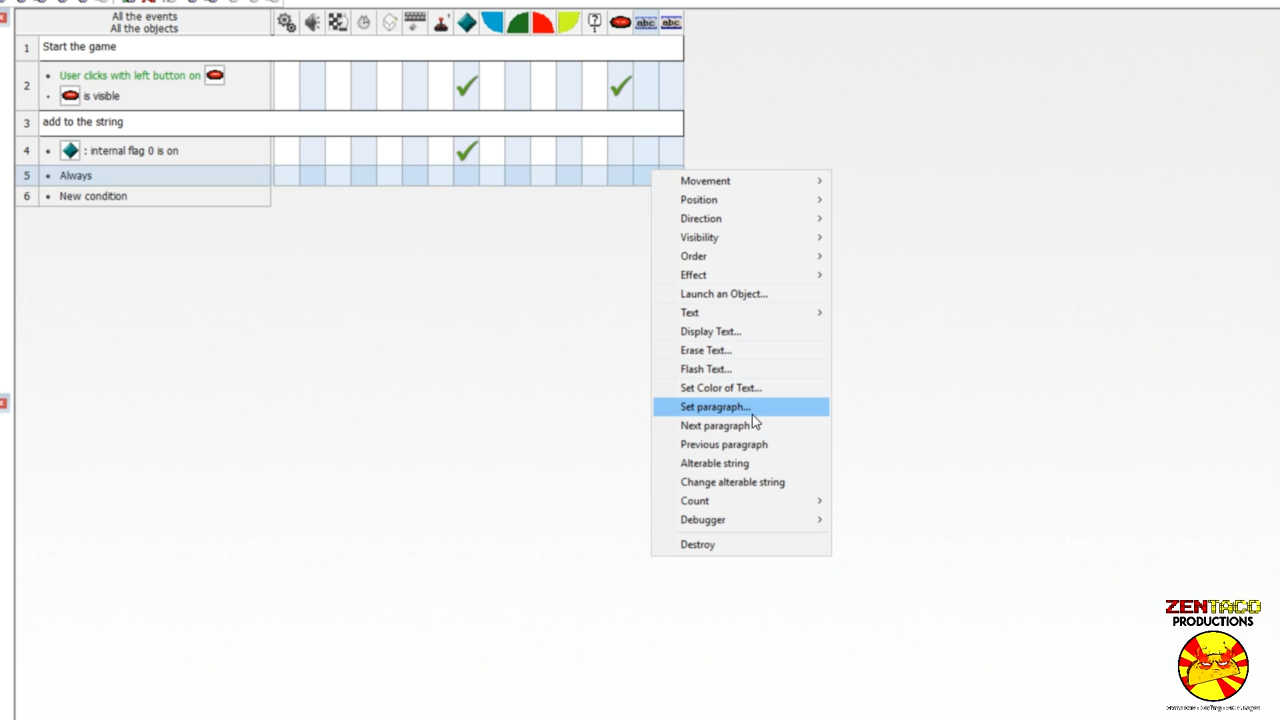 All the events
All the objects
abc abc
1 Start the game
2 • User clicks with left button on
• is visible
3 add to the string
4 • : internal flag 0 is on
5 • Always
6 • New condition
Movement
Position
Direction
Visibility
Order
Effect
Launch an Object...
Text
Display Text...
Erase Text...
Flash Text...
Set Color of Text...
Set paragraph...
Next paragraph
Previous paragraph
Alterable string
Change alterable string
Count
Debugger
Destroy
ZENTACO
PRODUCTIONS